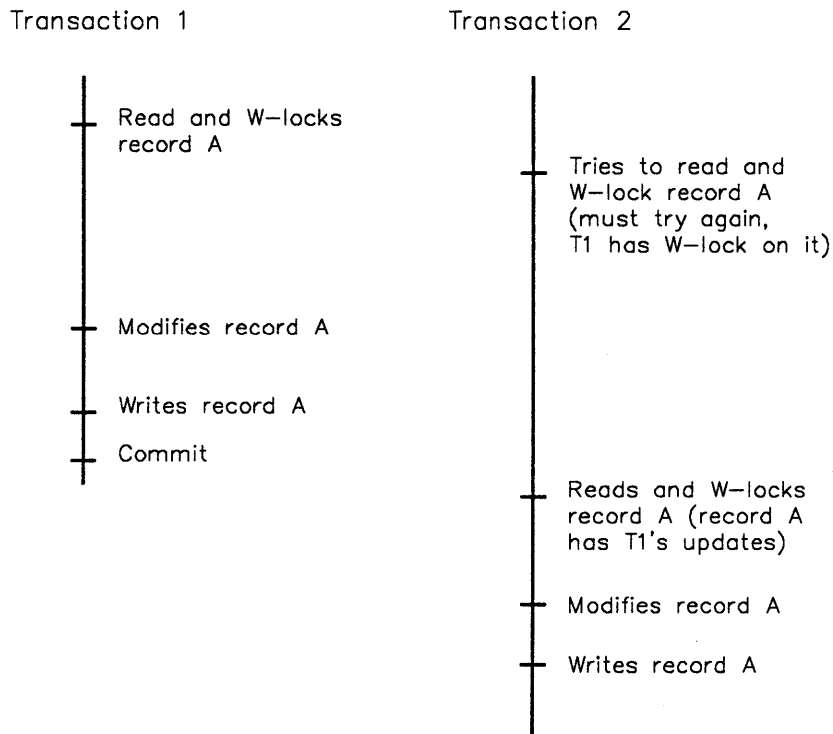 Transaction 1
Transaction 2
Read and W-locks
record A
Modifies record A
Writes record A
Commit
Tries to read and
W-lock record A
(must try again,
T1 has W-lock on it)
Reads and W-locks
record A (record A
has T1's updates)
Modifies record A
Writes record A